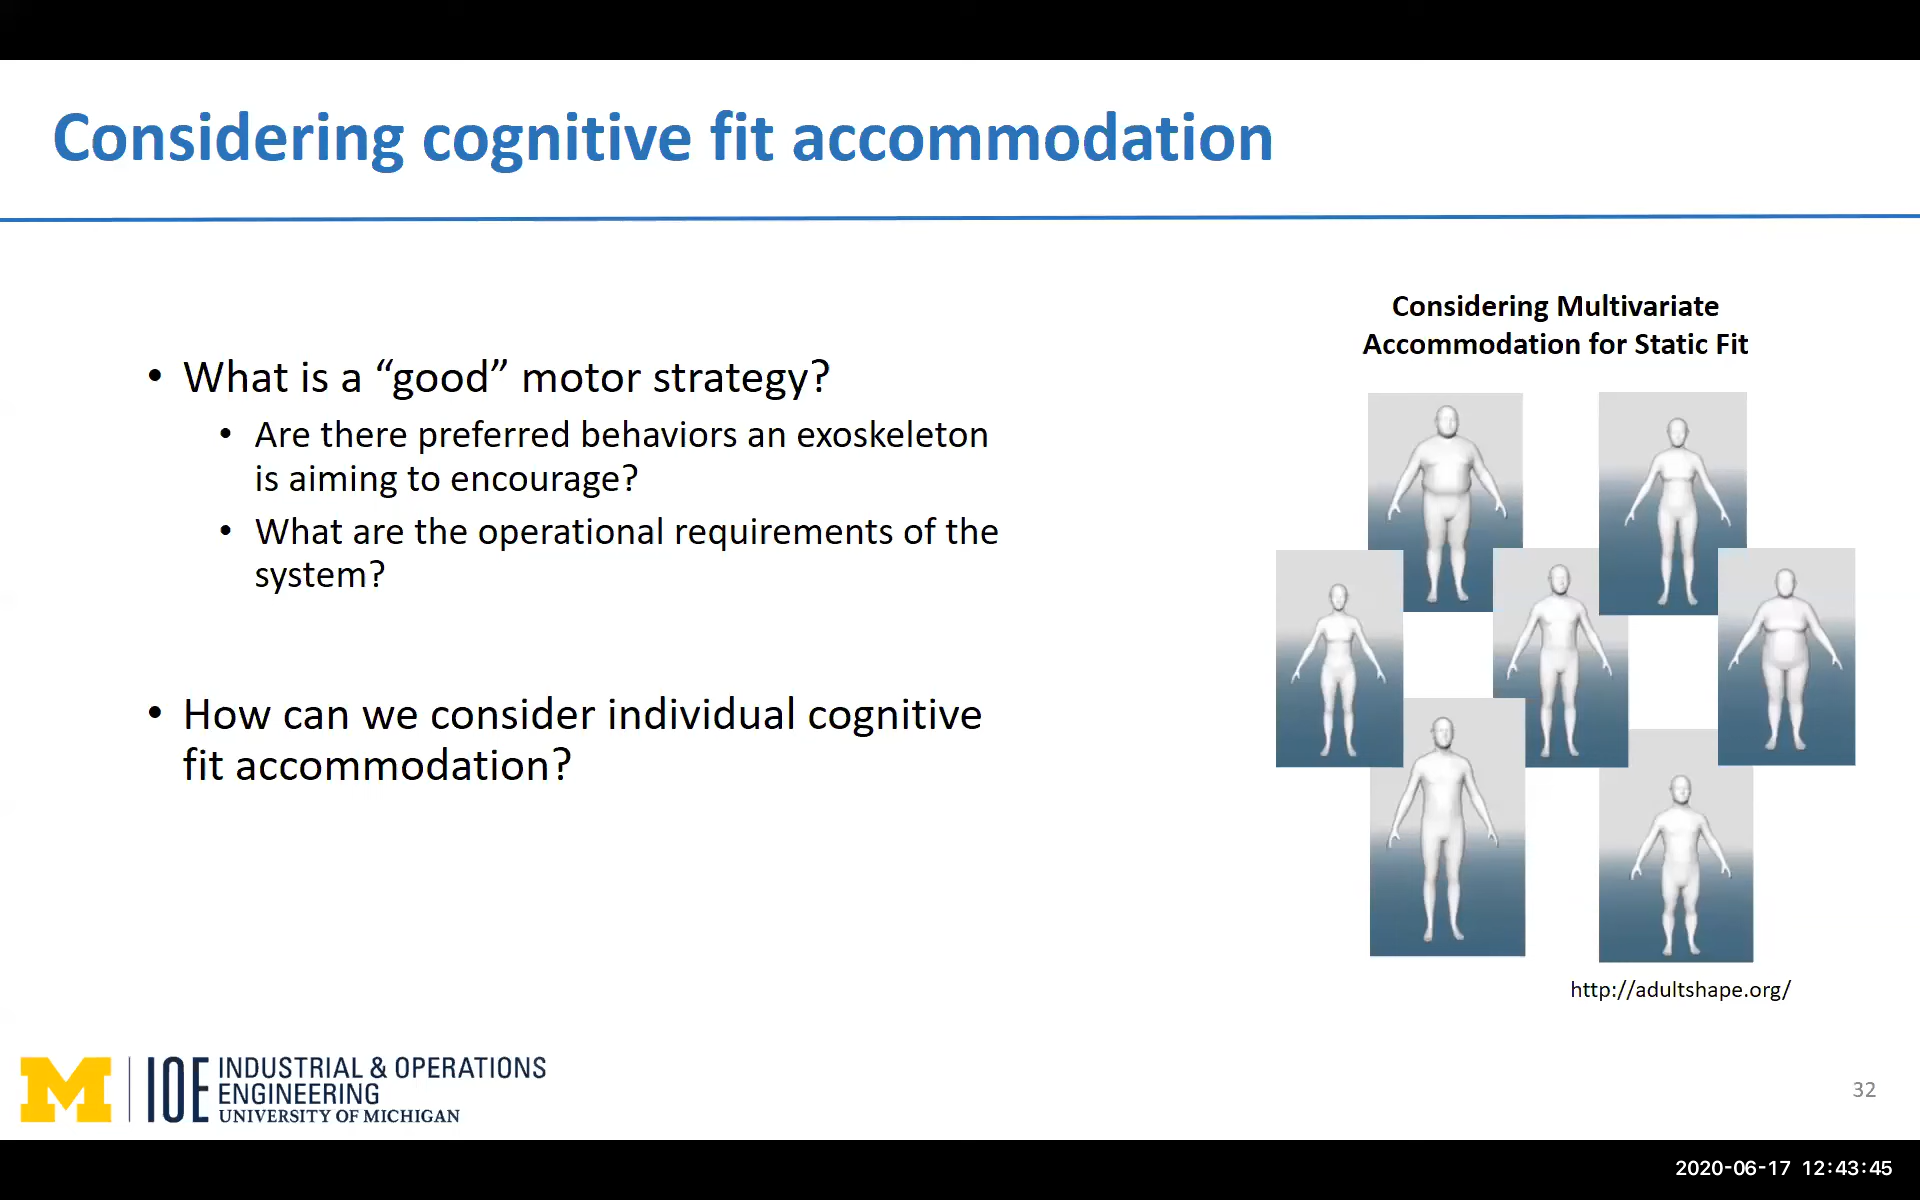 Considering cognitive fit accommodation
• What is a “good” motor strategy?
• Are there preferred behaviors an exoskeleton
is aiming to encourage?
• What are the operational requirements of the
system?
• How can we consider individual cognitive
fit accommodation?
Considering Multivariate
Accommodation for Static Fit
http://adultshape.org/
M IOE INDUSTRIAL & OPERATIONS
ENGINEERING
UNIVERSITY OF MICHIGAN
32
2020-06-17 12:43:45